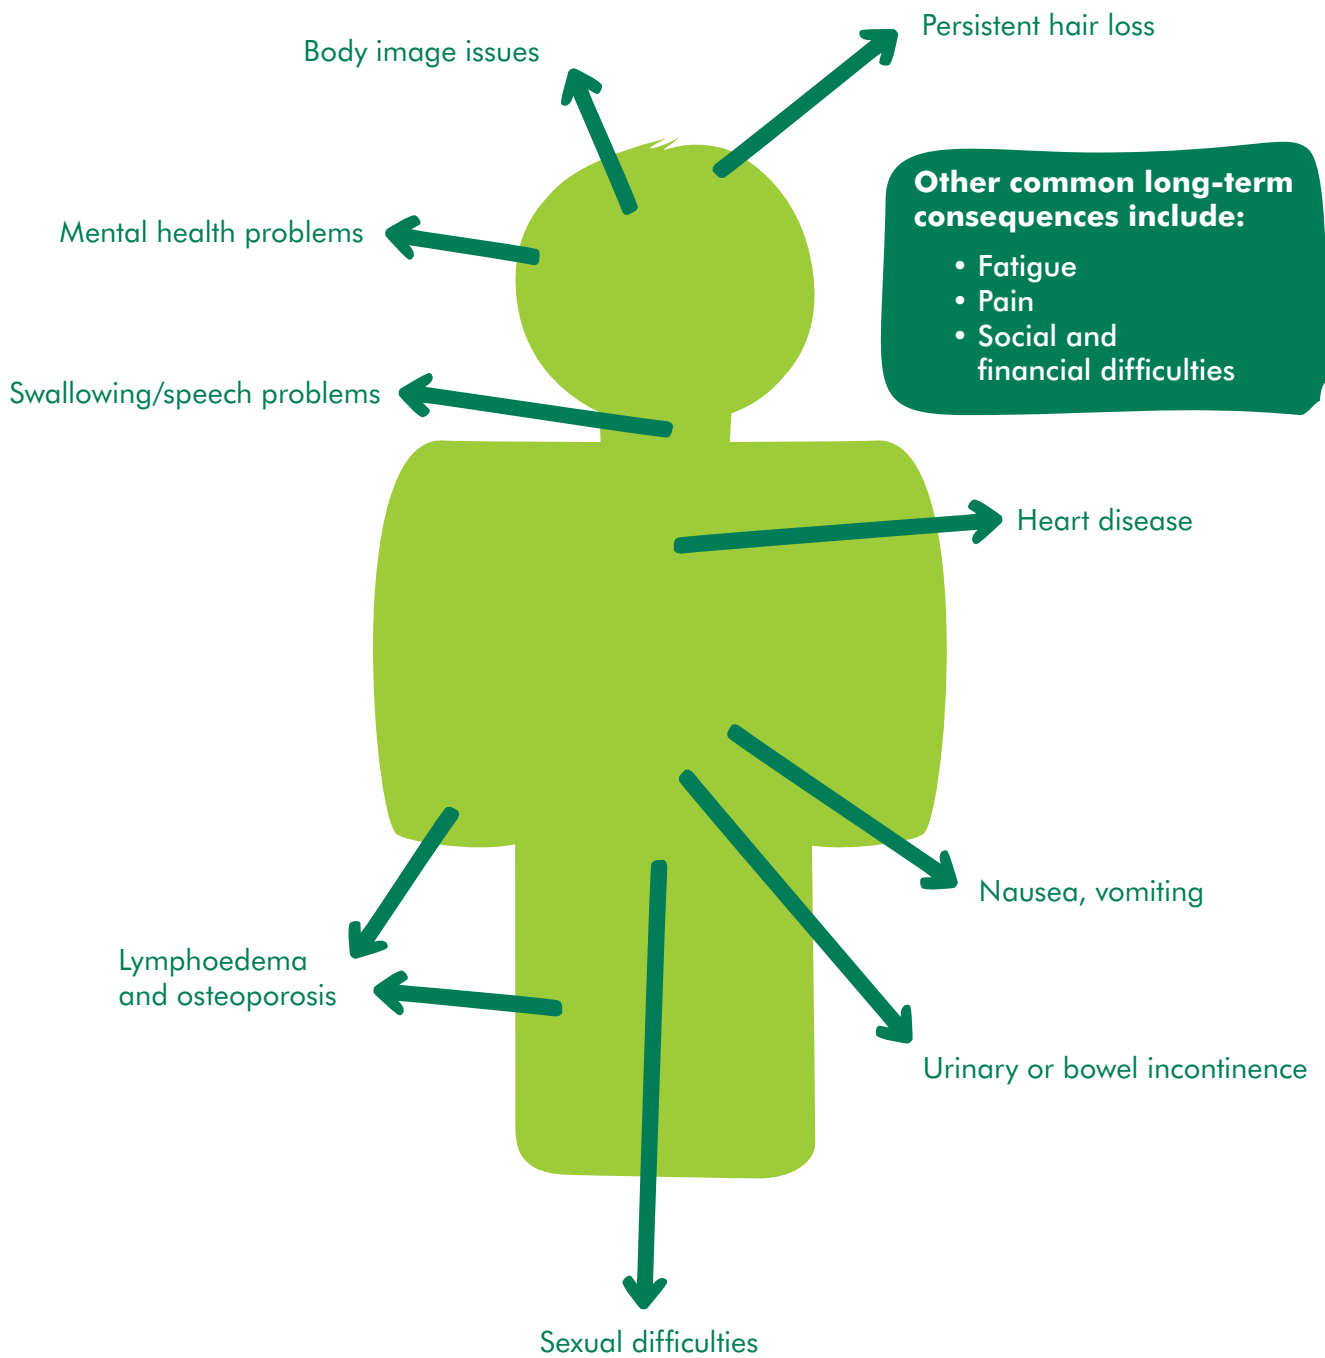 Persistent hair loss
Body image issues
Other common long-term
consequences include:
• Fatigue
• Pain
• Social and
financial difficulties
Mental health problems
Swallowing/speech problems
Heart disease
Nausea, vomiting
Lymphoedema
and osteoporosis
Urinary or bowel incontinence
Sexual difficulties